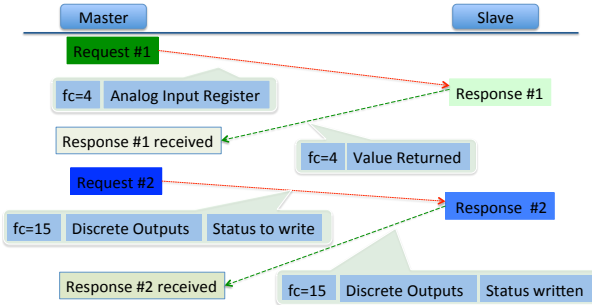 Master
Slave
Request #1
fc=4 Analog Input Register
Response #1
Response #1 received
fc=4 Value Returned
Request #2
Response #2
fc=15 Discrete Outputs Status to write
Response #2 received
fc=15 Discrete Outputs Status written